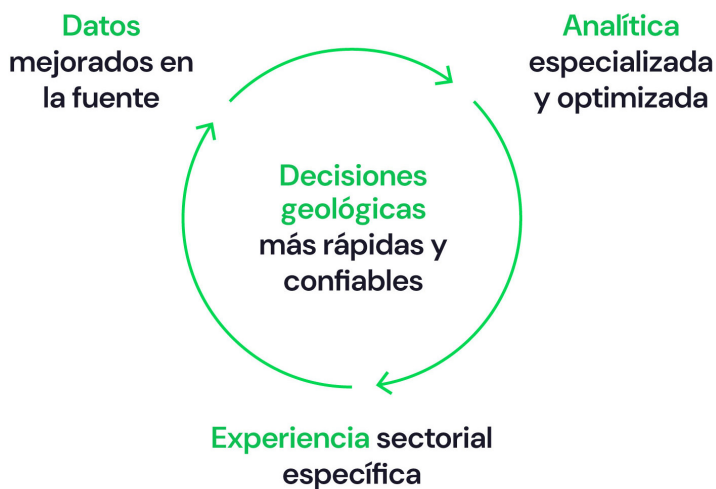 Datos
mejorados en
la fuente
Analítica
especializada
y optimizada
Decisiones
geológicas
más rápidas y
confiables
Experiencia sectorial
específica